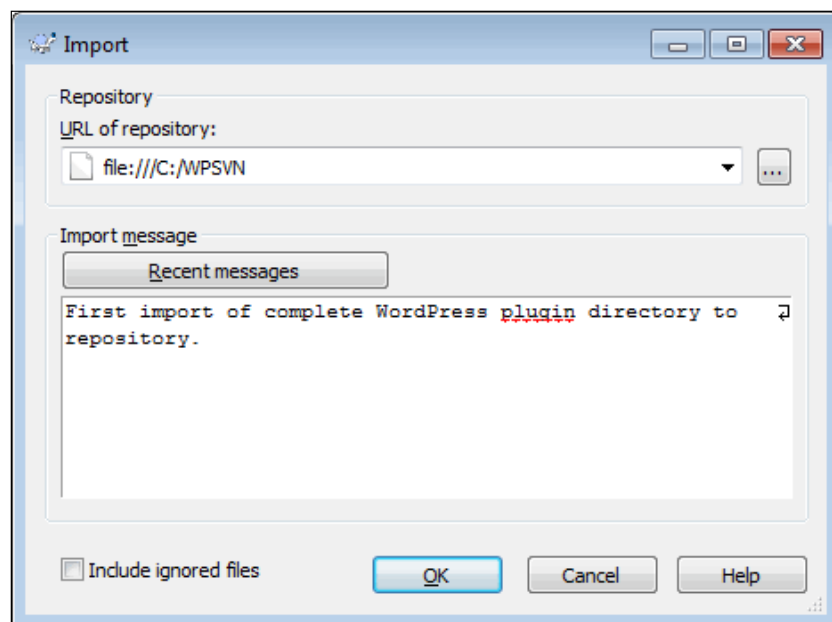 Import
Repository
URL of repository:
file:///C:/WPSVN
...
Import message
Recent messages
First import of complete WordPress plugin directory to
repository.
Include ignored files
OK
Cancel
Help